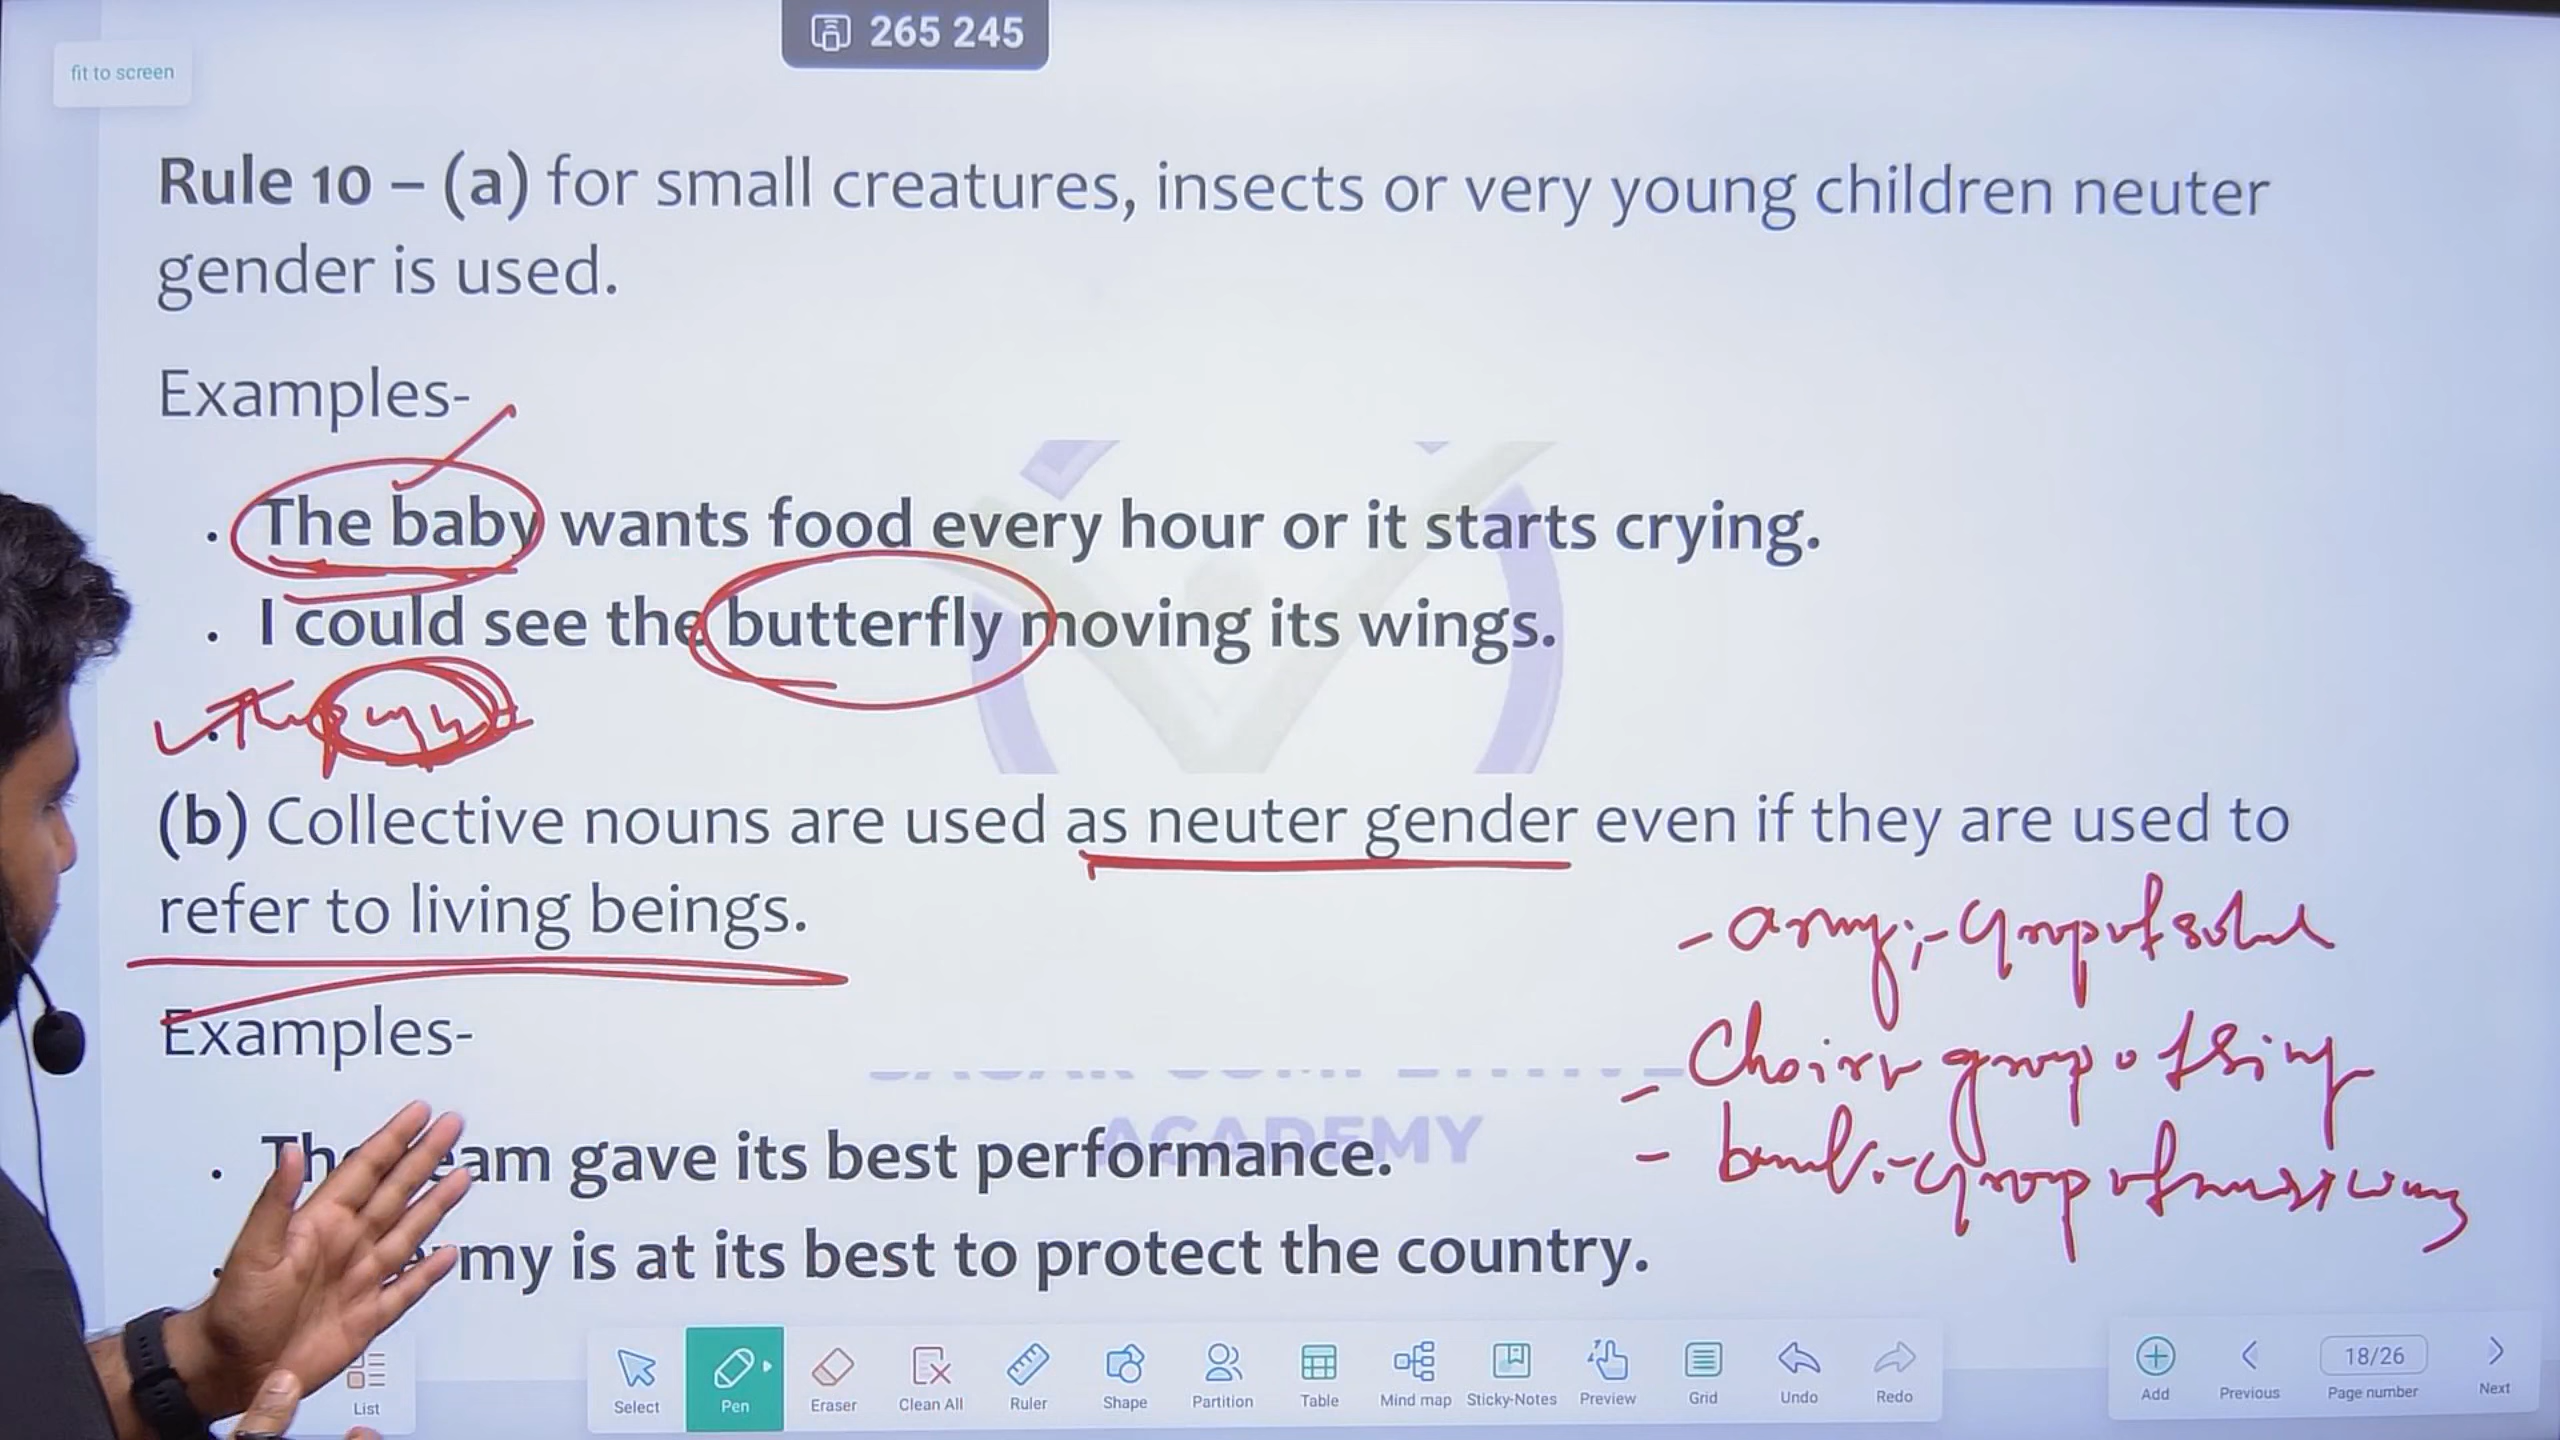 265 245
fit to screen
Rule 10 – (a) for small creatures, insects or very young children neuter
gender is used.
Examples-
. The baby wants food every hour or it starts crying.
. I could see the butterfly moving its wings.
(b) Collective nouns are used as neuter gender even if they are used to
refer to living beings.
- army :- group of
Examples-
- Choir group of
. The team gave its best performance.
- :- group of
. army is at its best to protect the country.
ACADEMY
List
Select
Pen
Eraser
Clean All
Ruler
Shape
Partition
Table
Mind map
Sticky-Notes
Preview
Grid
Undo
Redo
Add
Previous
18/26
Page number
Next